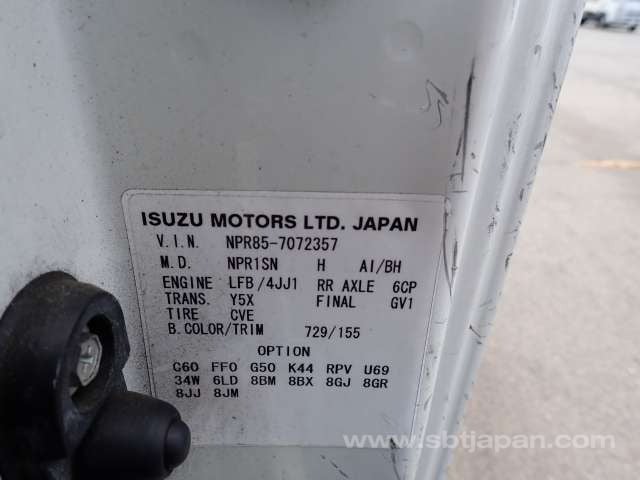 ISUZU MOTORS LTD. JAPAN
V.I.N. NPR85-7072357
M.D. NPR1SN H AI/BH
ENGINE LFB/4JJ1 RR AXLE 6CP
TRANS. Y5X FINAL GV1
TIRE CVE
B.COLOR/TRIM 729/155
OPTION
C60 FF0 G50 K44 RPV U69
34W 6LD 8BM 8BX 8GJ 8GR
8JJ 8JM
www.sbtjapan.com